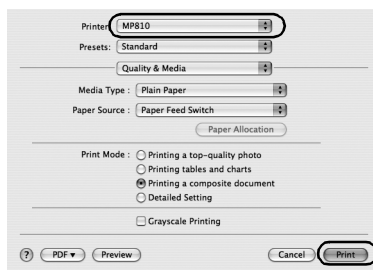 Printer: MP810
Presets: Standard
Quality & Media
Media Type : Plain Paper
Paper Source : Paper Feed Switch
Paper Allocation
Print Mode : Printing a top-quality photo
Printing tables and charts
Printing a composite document
Detailed Setting
Grayscale Printing
? PDF ▾ Preview Cancel Print